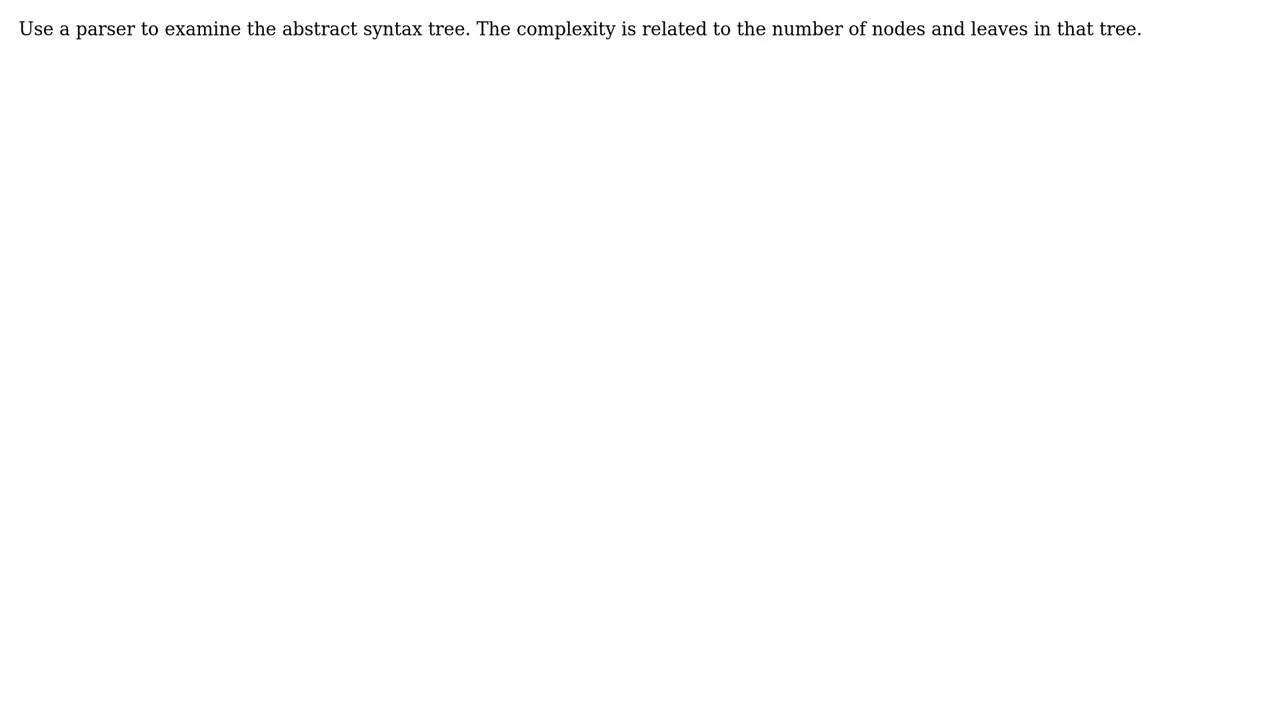 Use a parser to examine the abstract syntax tree. The complexity is related to the number of nodes and leaves in that tree.